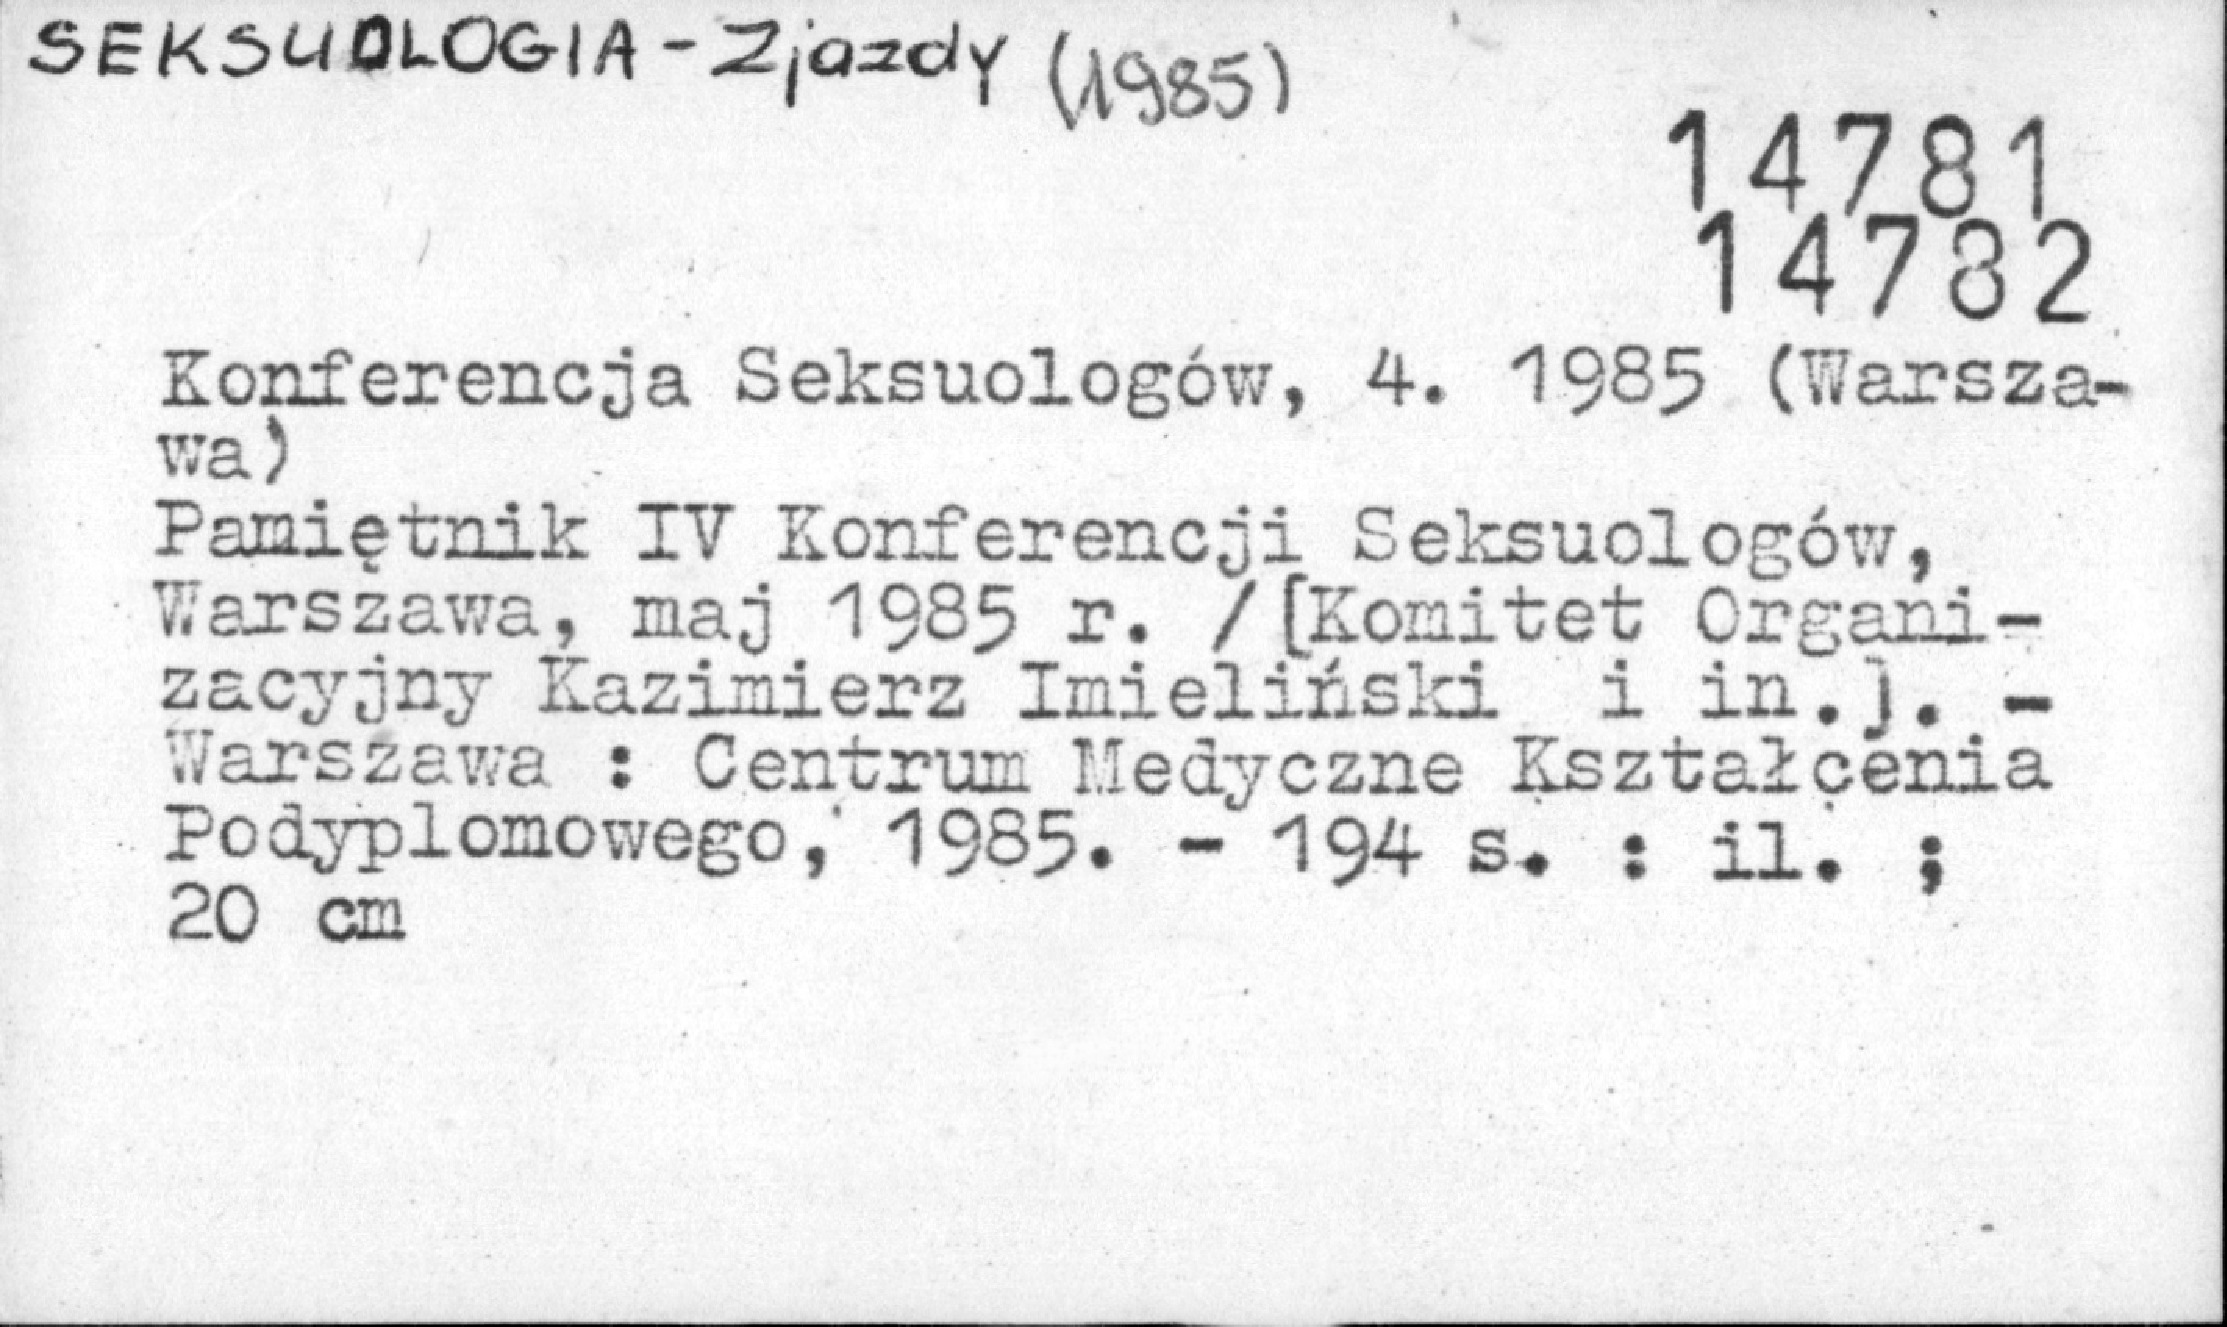 SEKSUOLOGIA - Zjazdy (1985)
14781
14782
Konferencja Seksuologów, 4. 1985 (Warsza-
wa)
Pamiętnik IV Konferencji Seksuologów,
Warszawa, maj 1985 r. /[Komitet Organi-
zacyjny Kazimierz Imieliński i in.]. -
Warszawa : Centrum Medyczne Kształcenia
Podyplomowego, 1985. - 194 s. : il. ;
20 cm